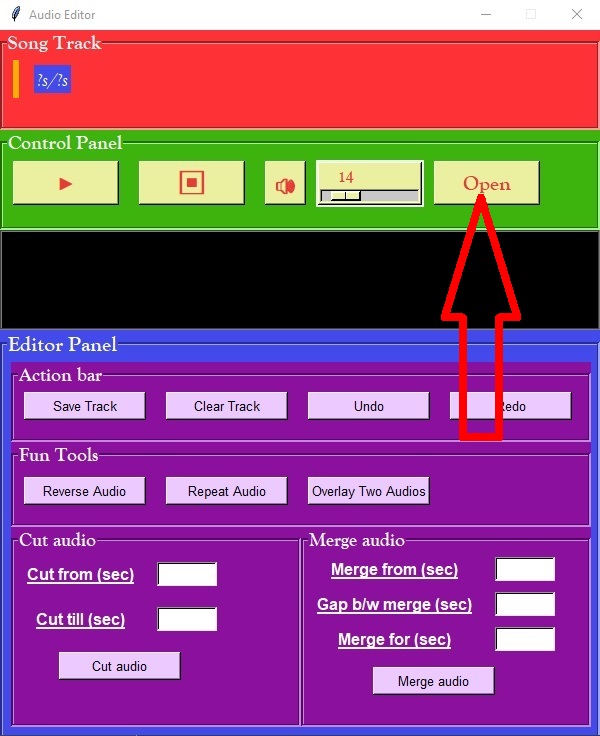 Audio Editor
Song Track
?s/?s
Control Panel
14
Open
Editor Panel
Action bar
Save Track
Clear Track
Undo
Redo
Fun Tools
Reverse Audio
Repeat Audio
Overlay Two Audios
Cut audio
Cut from (sec)
Cut till (sec)
Cut audio
Merge audio
Merge from (sec)
Gap b/w merge (sec)
Merge for (sec)
Merge audio